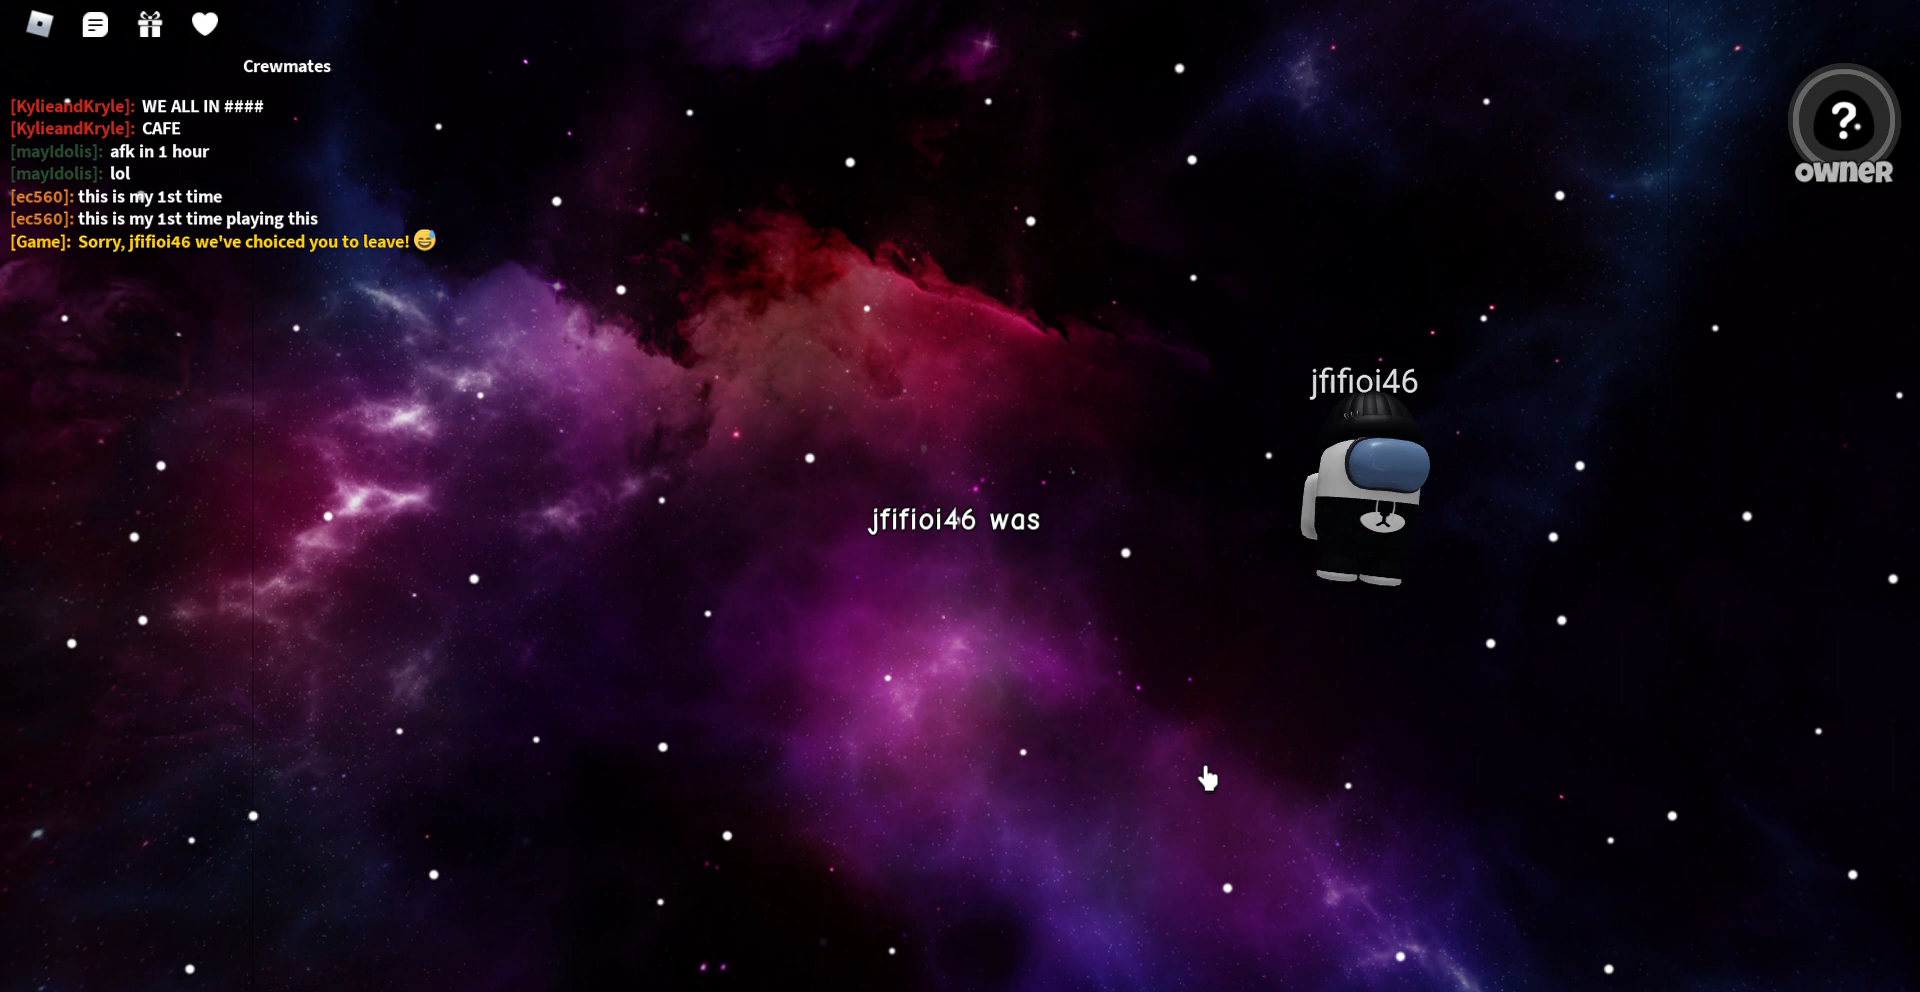 Crewmates
[KylieandKryle]: WE ALL IN ####
[KylieandKryle]: CAFE
[mayIdolis]: afk in 1 hour
[mayIdolis]: lol
[ec560]: this is my 1st time
[ec560]: this is my 1st time playing this
[Game]: Sorry, jfifioi46 we've choiced you to leave! 😅
?
OWNER
jfifioi46
jfifioi46 was